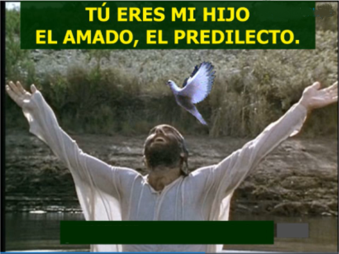 TÚ ERES MI HIJO
EL AMADO, EL PREDILECTO.